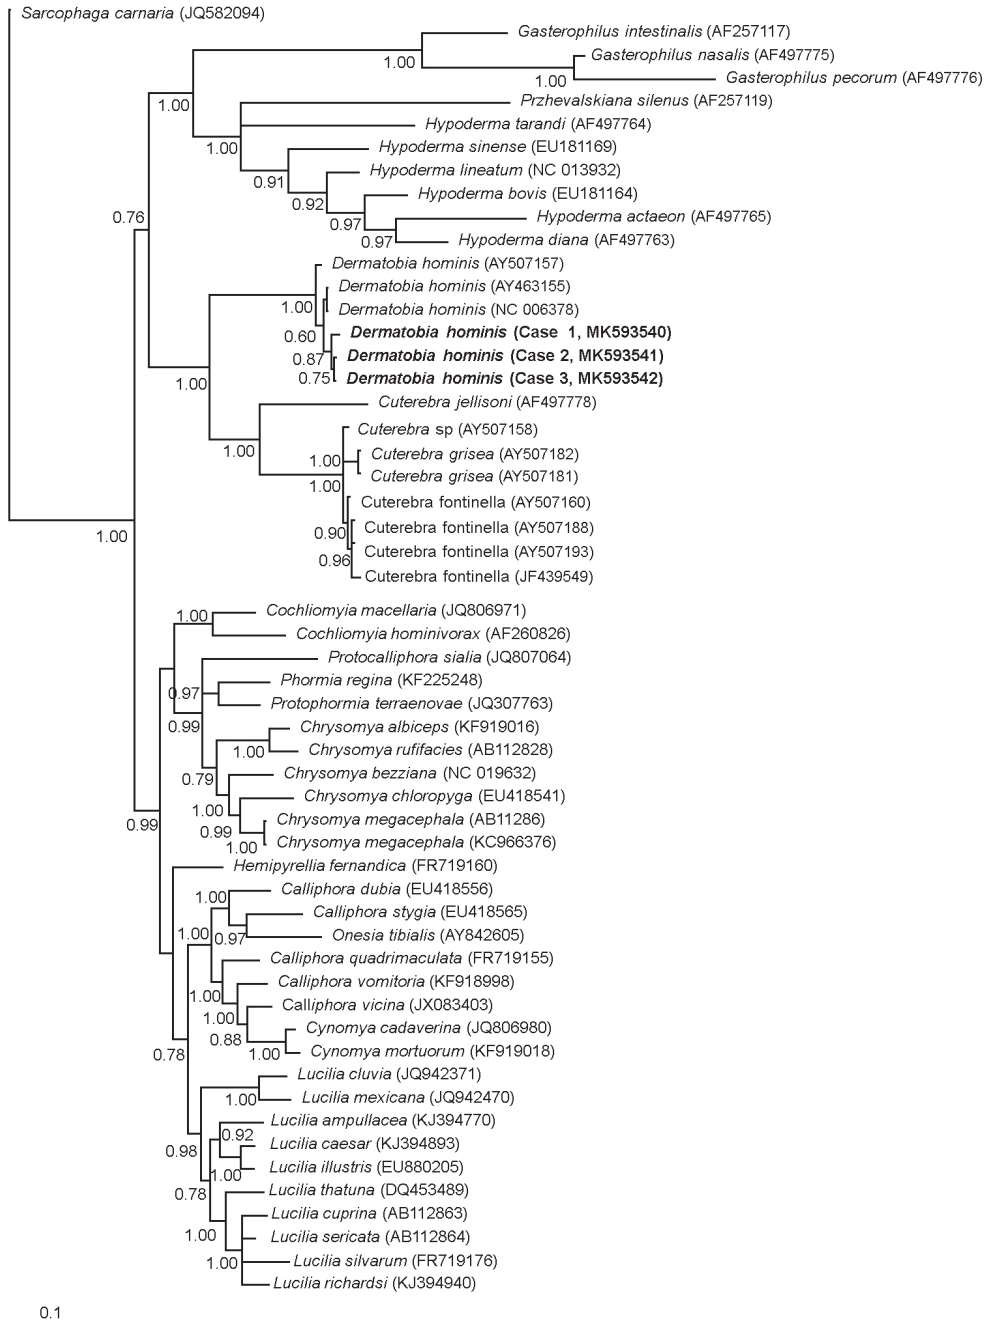 Sarcophaga carnaria (JQ582094)
Gasterophilus intestinalis (AF257117)
Gasterophilus nasalis (AF497775)
1.00
1.00
Gasterophilus pecorum (AF497776)
Przhevalskiana silenus (AF257119)
1.00
Hypoderma tarandi (AF497764)
1.00
Hypoderma sinense (EU181169)
Hypoderma lineatum (NC 013932)
0.91
Hypoderma bovis (EU181164)
0.92
Hypoderma actaeon (AF497765)
0.76
0.97
Hypoderma diana (AF497763)
0.97
Dermatobia hominis (AY507157)
Dermatobia hominis (AY463155)
1.00
Dermatobia hominis (NC 006378)
0.60
Dermatobia hominis (Case 1, MK593540)
0.87
Dermatobia hominis (Case 2, MK593541)
0.75
Dermatobia hominis (Case 3, MK593542)
1.00
Cuterebra jellisoni (AF497778)
Cuterebra sp (AY507158)
1.00
Cuterebra grisea (AY507182)
1.00
Cuterebra grisea (AY507181)
1.00
Cuterebra fontinella (AY507160)
Cuterebra fontinella (AY507188)
0.90
1.00
Cuterebra fontinella (AY507193)
0.96
Cuterebra fontinella (JF439549)
Cochliomyia macellaria (JQ806971)
1.00
Cochliomyia hominivorax (AF260826)
Protocalliphora sialia (JQ807064)
Phormia regina (KF225248)
0.97
Protophormia terraenovae (JQ307763)
0.99
Chrysomya albiceps (KF919016)
Chrysomya rufifacies (AB112828)
1.00
Chrysomya bezziana (NC 019632)
0.79
Chrysomya chloropyga (EU418541)
1.00
Chrysomya megacephala (AB11286)
0.99
0.99
Chrysomya megacephala (KC966376)
1.00
Hemipyrellia fernandica (FR719160)
Calliphora dubia (EU418556)
1.00
Calliphora stygia (EU418565)
1.00
Onesia tibialis (AY842605)
0.97
Calliphora quadrimaculata (FR719155)
Calliphora vomitoria (KF918998)
1.00
Calliphora vicina (JX083403)
1.00
Cynomya cadaverina (JQ806980)
0.88
Cynomya mortuorum (KF919018)
1.00
0.78
Lucilia cluvia (JQ942371)
Lucilia mexicana (JQ942470)
1.00
Lucilia ampullacea (KJ394770)
0.92
Lucilia caesar (KJ394893)
0.98
Lucilia illustris (EU880205)
1.00
Lucilia thatuna (DQ453489)
0.78
Lucilia cuprina (AB112863)
1.00
Lucilia sericata (AB112864)
Lucilia silvarum (FR719176)
1.00
Lucilia richardsi (KJ394940)
0.1